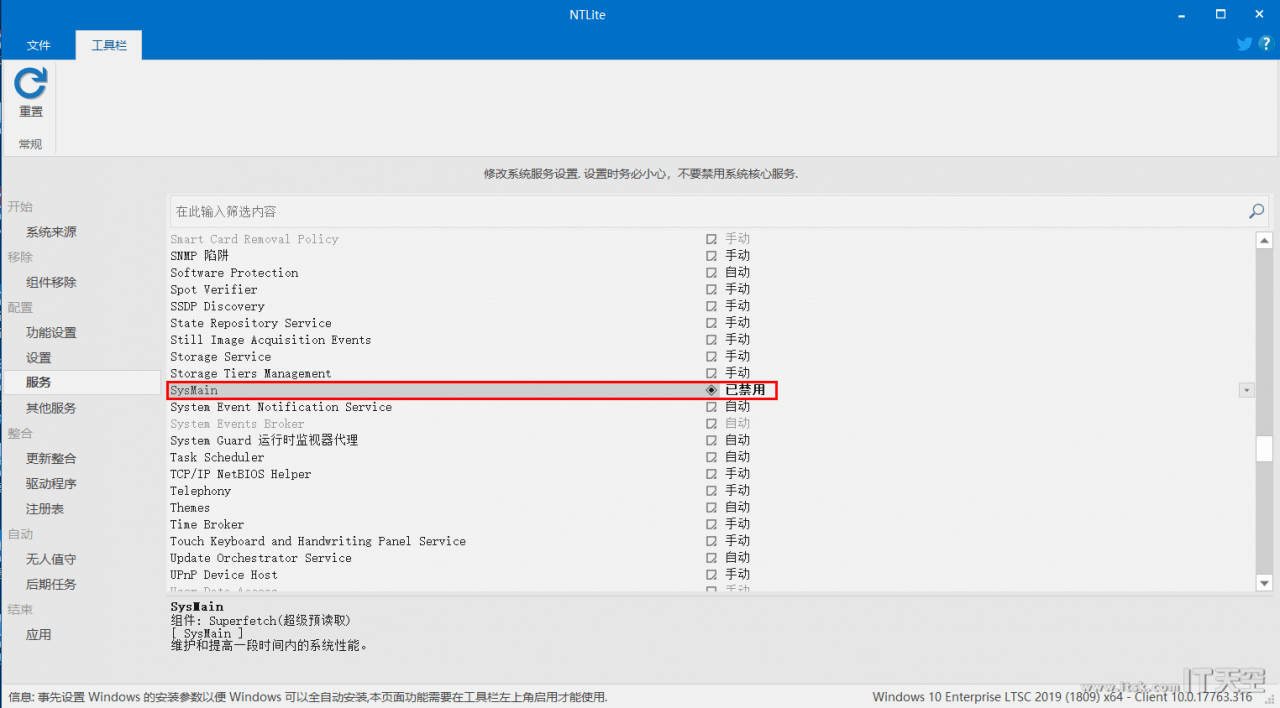 NTLite
文件
工具栏
重置
常规
修改系统服务设置. 设置时务必小心，不要禁用系统核心服务.
开始
系统来源
移除
组件移除
配置
功能设置
设置
服务
其他服务
整合
更新整合
驱动程序
注册表
自动
无人值守
后期任务
结束
应用
在此输入筛选内容
Smart Card Removal Policy 手动
SNMP 陷阱 手动
Software Protection 自动
Spot Verifier 手动
SSDP Discovery 手动
State Repository Service 手动
Still Image Acquisition Events 手动
Storage Service 手动
Storage Tiers Management 手动
SysMain 已禁用
System Event Notification Service 自动
System Events Broker 自动
System Guard 运行时监视器代理 自动
Task Scheduler 自动
TCP/IP NetBIOS Helper 手动
Telephony 手动
Themes 自动
Time Broker 手动
Touch Keyboard and Handwriting Panel Service 手动
Update Orchestrator Service 自动
UPnP Device Host 手动
User Data Access 手动
SysMain
组件: Superfetch(超级预读取)
[ SysMain ]
维护和提高一段时间内的系统性能。
信息: 事先设置 Windows 的安装参数以便 Windows 可以全自动安装,本页面功能需要在工具栏左上角启用才能使用.
Windows 10 Enterprise LTSC 2019 (1809) x64 - Client 10.0.17763.316
www.itsk.com IT天空